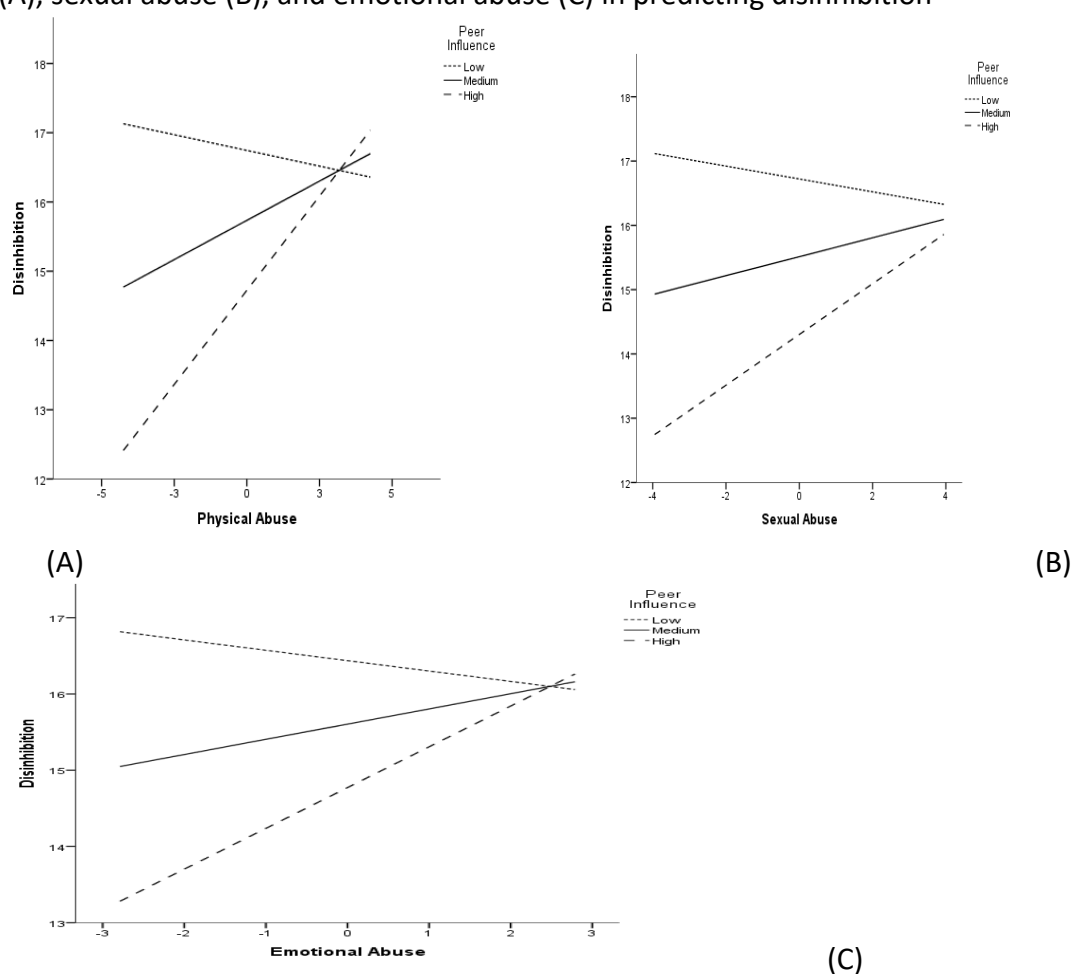 (A), sexual abuse (B), and emotional abuse (C) in predicting disinhibition
Peer
Influence
Low
Medium
High
18
17
16
15
14
13
12
Disinhibition
-5
-3
0
3
5
Physical Abuse
(A)
Peer
Influence
Low
Medium
High
18
17
16
15
14
13
12
Disinhibition
-4
-2
0
2
4
Sexual Abuse
(B)
Peer
Influence
Low
Medium
High
17
16
15
14
13
Disinhibition
-3
-2
-1
0
1
2
3
Emotional Abuse
(C)